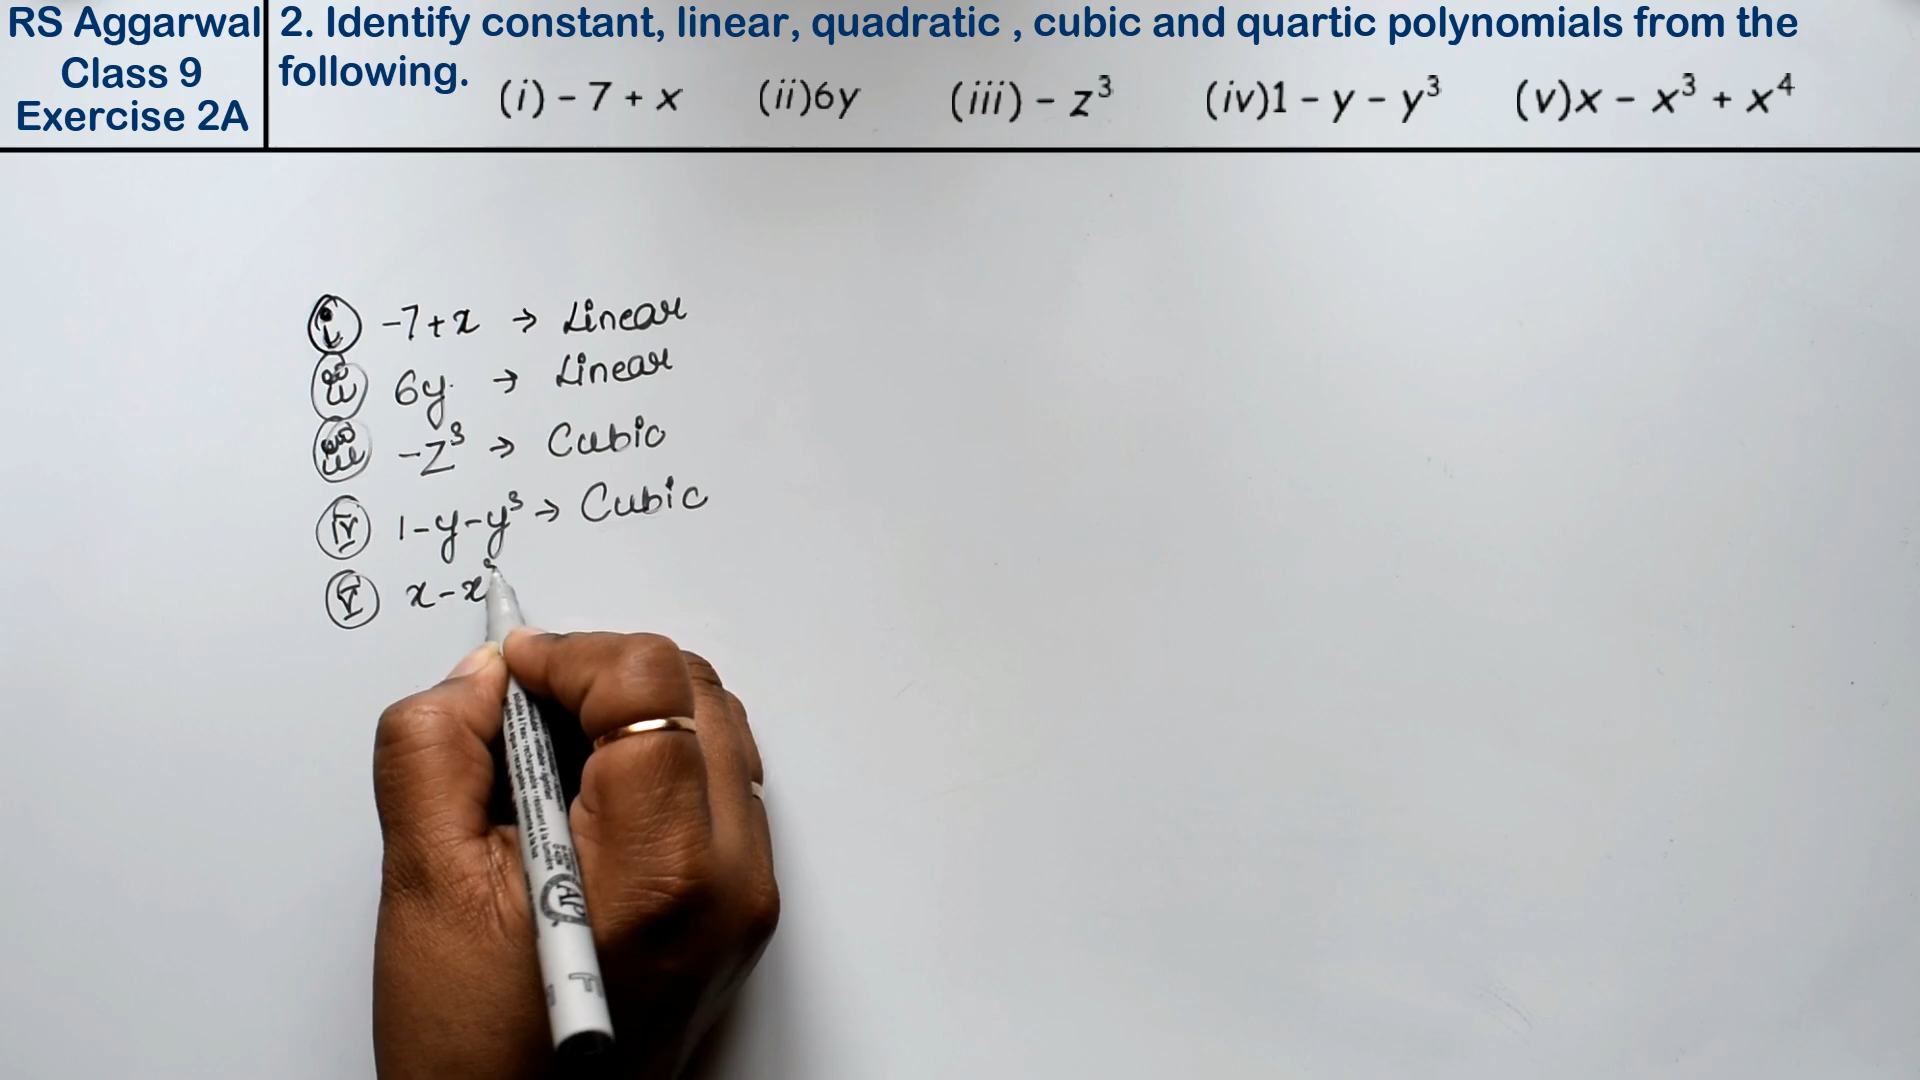 RS Aggarwal
Class 9
Exercise 2A
2. Identify constant, linear, quadratic , cubic and quartic polynomials from the
following.
(i) - 7 + x (ii)6y (iii) - z³ (iv)1 - y - y³ (v)x - x³ + x⁴
(i) -7+x → Linear
(ii) 6y → Linear
(iii) -z³ → Cubic
(iv) 1-y-y³ → Cubic
(v) x-x³
AP
F